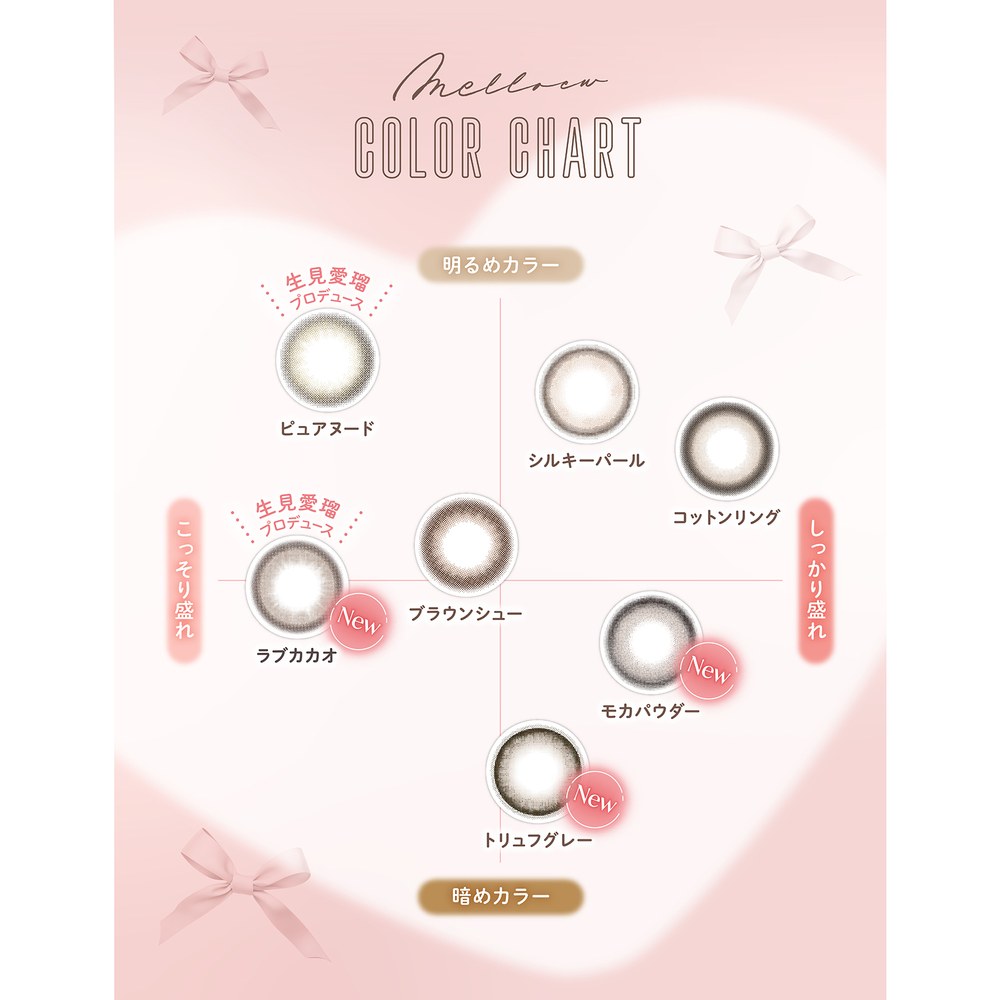 Melloew
COLOR CHART
明るめカラー
生見愛瑠
プロデュース
ピュアヌード
シルキーパール
コットンリング
生見愛瑠
プロデュース
こっそり盛れ
しっかり盛れ
ブラウンシュー
New
ラブカカオ
New
モカパウダー
New
トリュフグレー
暗めカラー